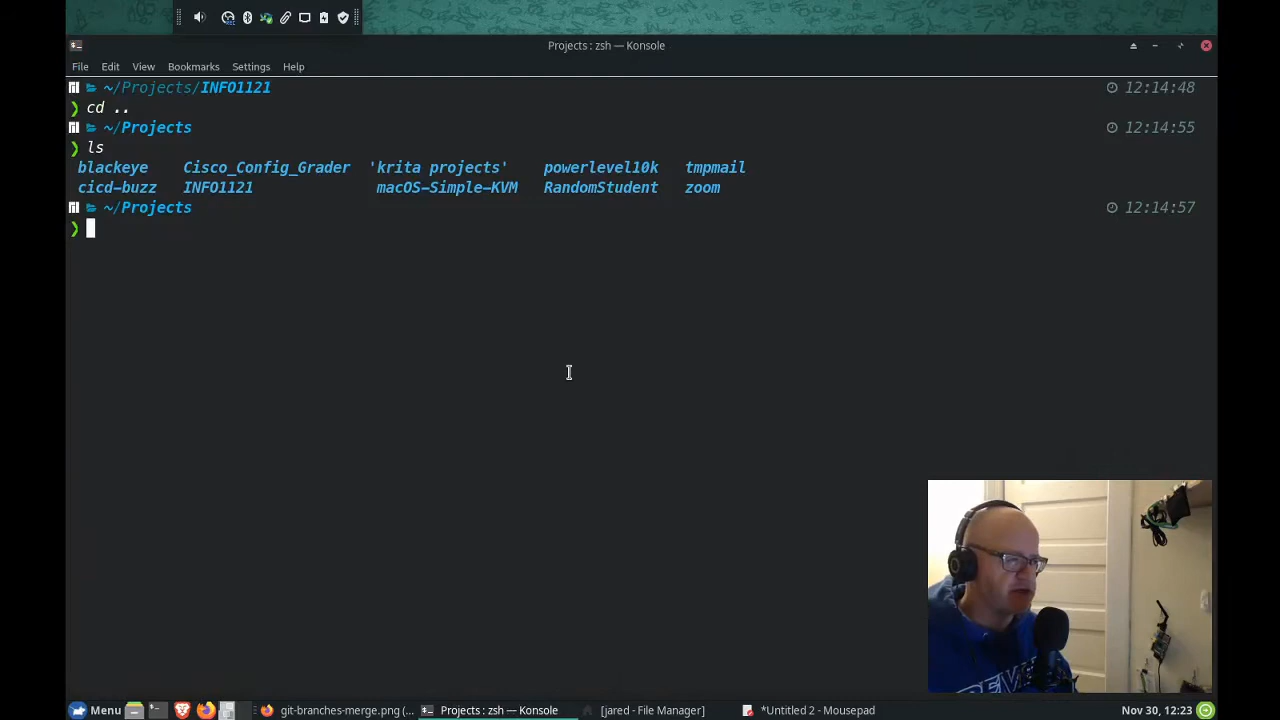 Projects : zsh — Konsole
File Edit View Bookmarks Settings Help
~/Projects/INFO1121 12:14:48
❯ cd ..
~/Projects 12:14:55
❯ ls
blackeye Cisco_Config_Grader 'krita projects' powerlevel10k tmpmail
cicd-buzz INFO1121 macOS-Simple-KVM RandomStudent zoom
~/Projects 12:14:57
❯
Menu git-branches-merge.png (... Projects : zsh — Konsole [jared - File Manager] *Untitled 2 - Mousepad Nov 30, 12:23